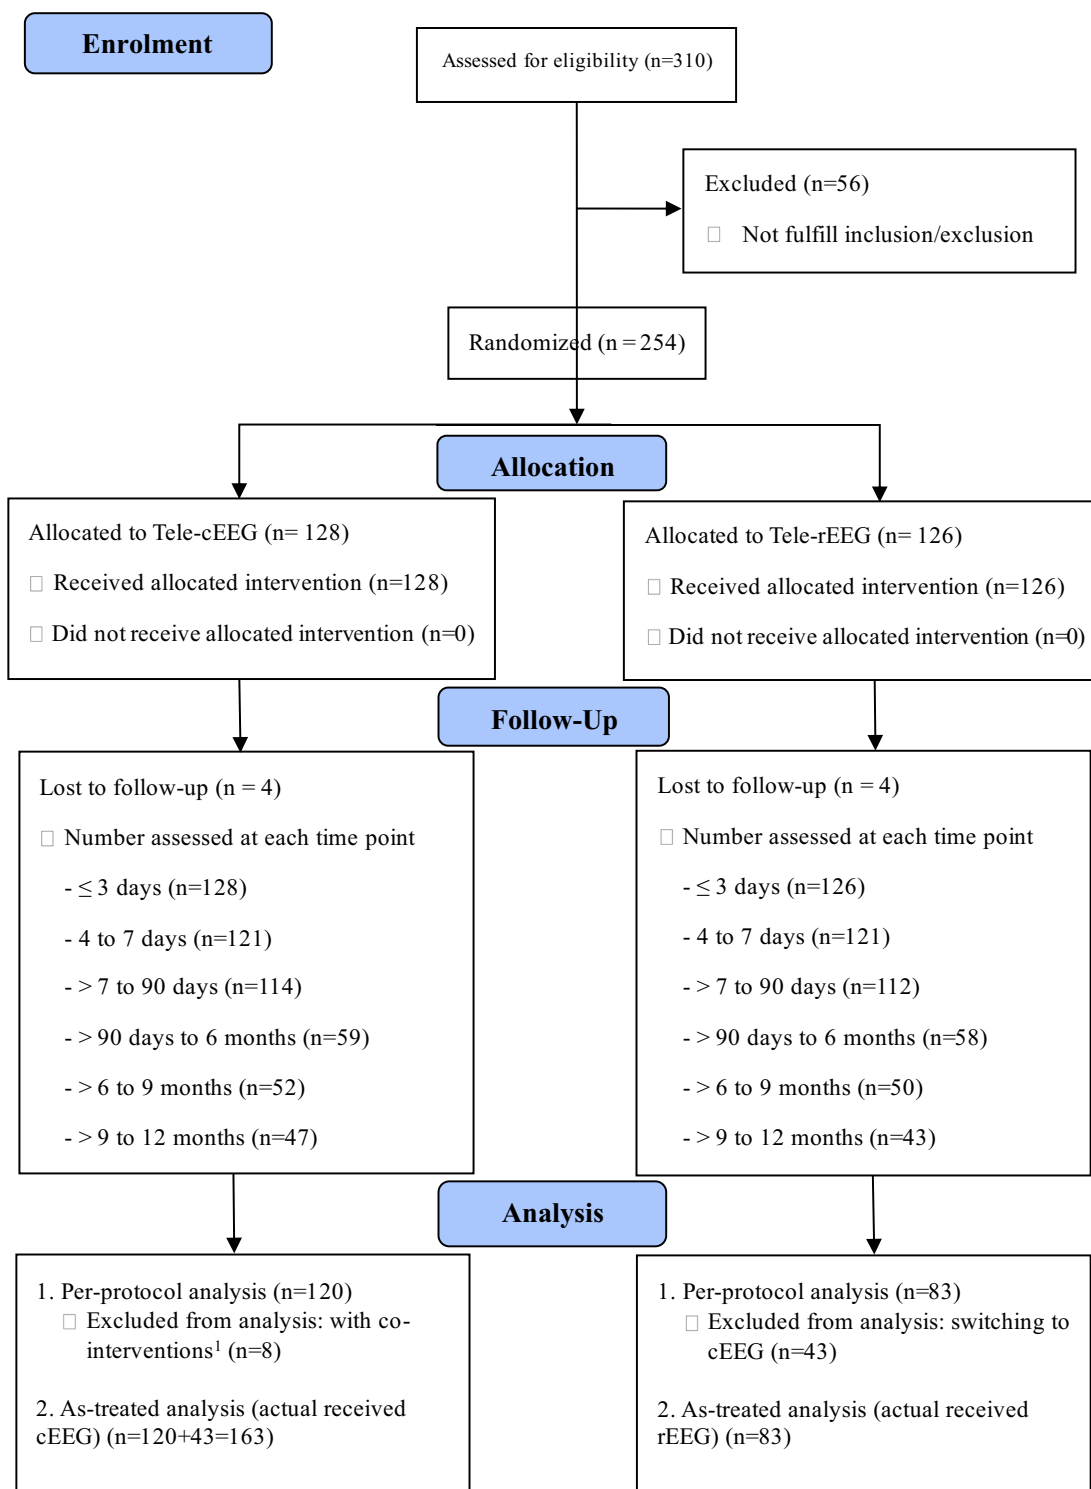 Enrolment
Assessed for eligibility (n=310)
Excluded (n=56)
Not fulfill inclusion/exclusion
Randomized (n = 254)
Allocation
Allocated to Tele-cEEG (n= 128)
Received allocated intervention (n=128)
Did not receive allocated intervention (n=0)
Allocated to Tele-rEEG (n= 126)
Received allocated intervention (n=126)
Did not receive allocated intervention (n=0)
Follow-Up
Lost to follow-up (n = 4)
Number assessed at each time point
- ≤ 3 days (n=128)
- 4 to 7 days (n=121)
- > 7 to 90 days (n=114)
- > 90 days to 6 months (n=59)
- > 6 to 9 months (n=52)
- > 9 to 12 months (n=47)
Lost to follow-up (n = 4)
Number assessed at each time point
- ≤ 3 days (n=126)
- 4 to 7 days (n=121)
- > 7 to 90 days (n=112)
- > 90 days to 6 months (n=58)
- > 6 to 9 months (n=50)
- > 9 to 12 months (n=43)
Analysis
1. Per-protocol analysis (n=120)
Excluded from analysis: with co-
interventions¹ (n=8)
2. As-treated analysis (actual received
cEEG) (n=120+43=163)
1. Per-protocol analysis (n=83)
Excluded from analysis: switching to
cEEG (n=43)
2. As-treated analysis (actual received
rEEG) (n=83)